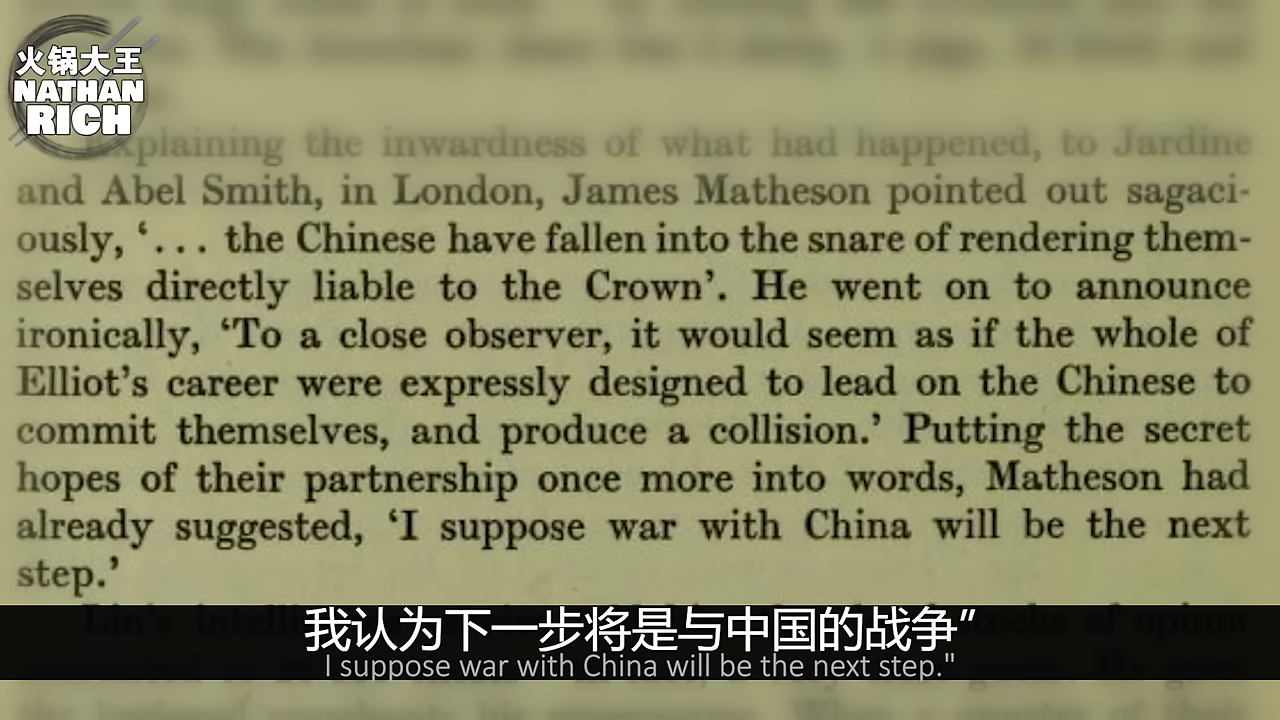 火锅大王
NATHAN
RICH
explaining the inwardness of what had happened, to Jardine
and Abel Smith, in London, James Matheson pointed out sagaci-
ously, ‘... the Chinese have fallen into the snare of rendering them-
selves directly liable to the Crown’. He went on to announce
ironically, ‘To a close observer, it would seem as if the whole of
Elliot’s career were expressly designed to lead on the Chinese to
commit themselves, and produce a collision.’ Putting the secret
hopes of their partnership once more into words, Matheson had
already suggested, ‘I suppose war with China will be the next
step.’
我认为下一步将是与中国的战争”
I suppose war with China will be the next step."